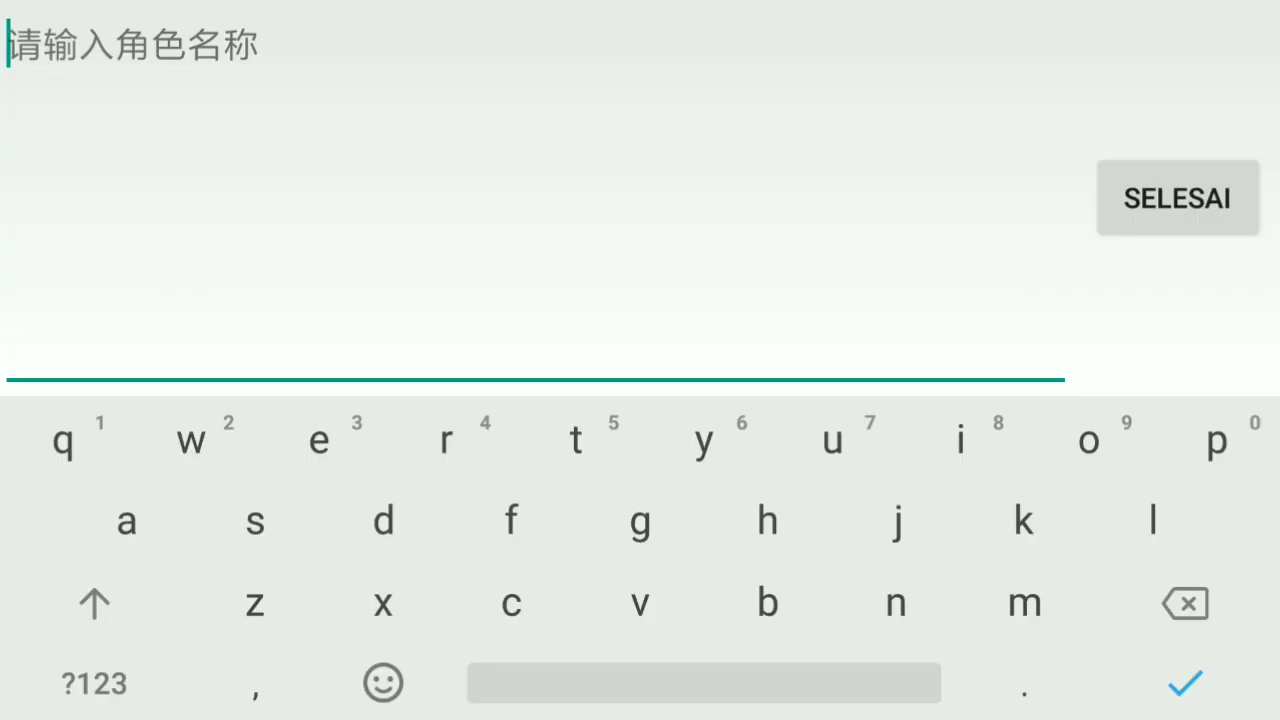 请输入角色名称
SELESAI
q 1 w 2 e 3 r 4 t 5 y 6 u 7 i 8 o 9 p 0
a s d f g h j k l
z x c v b n m
?123 , .